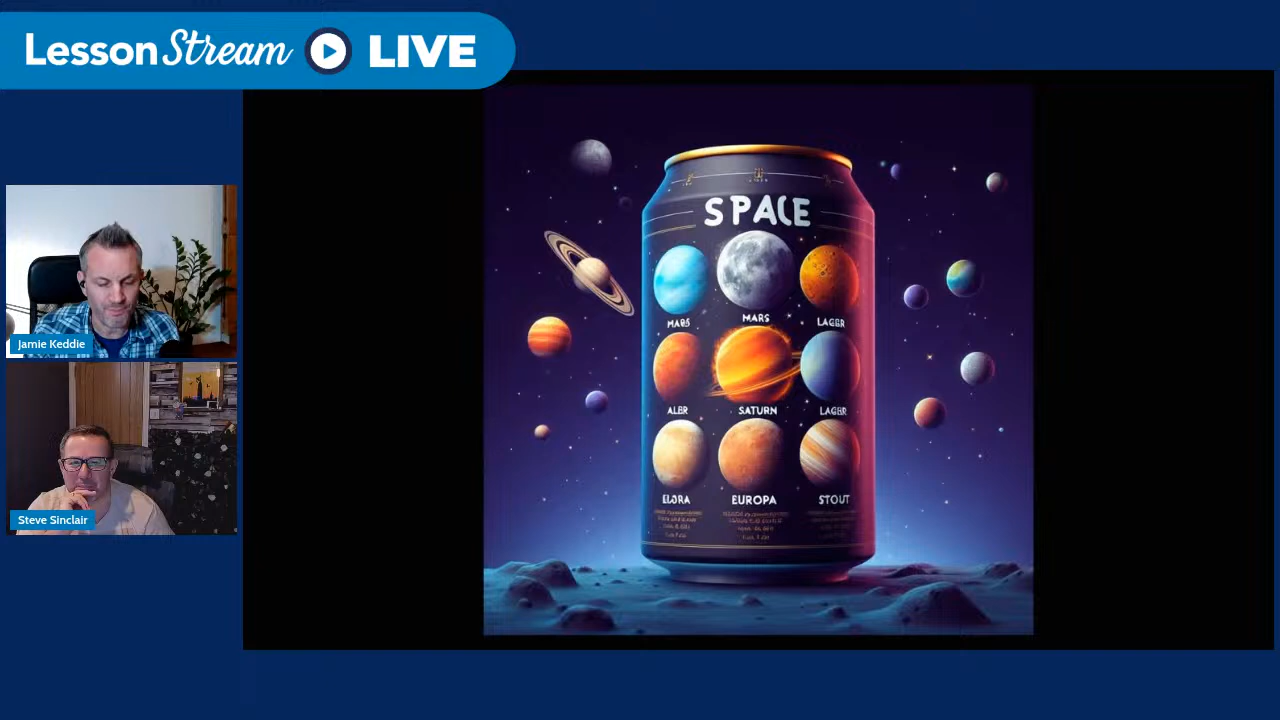 LessonStream LIVE
SPACE
MARS MARS LAGER
ALER SATURN LAGER
ELORA EUROPA STOUT
Jamie Keddie
Steve Sinclair